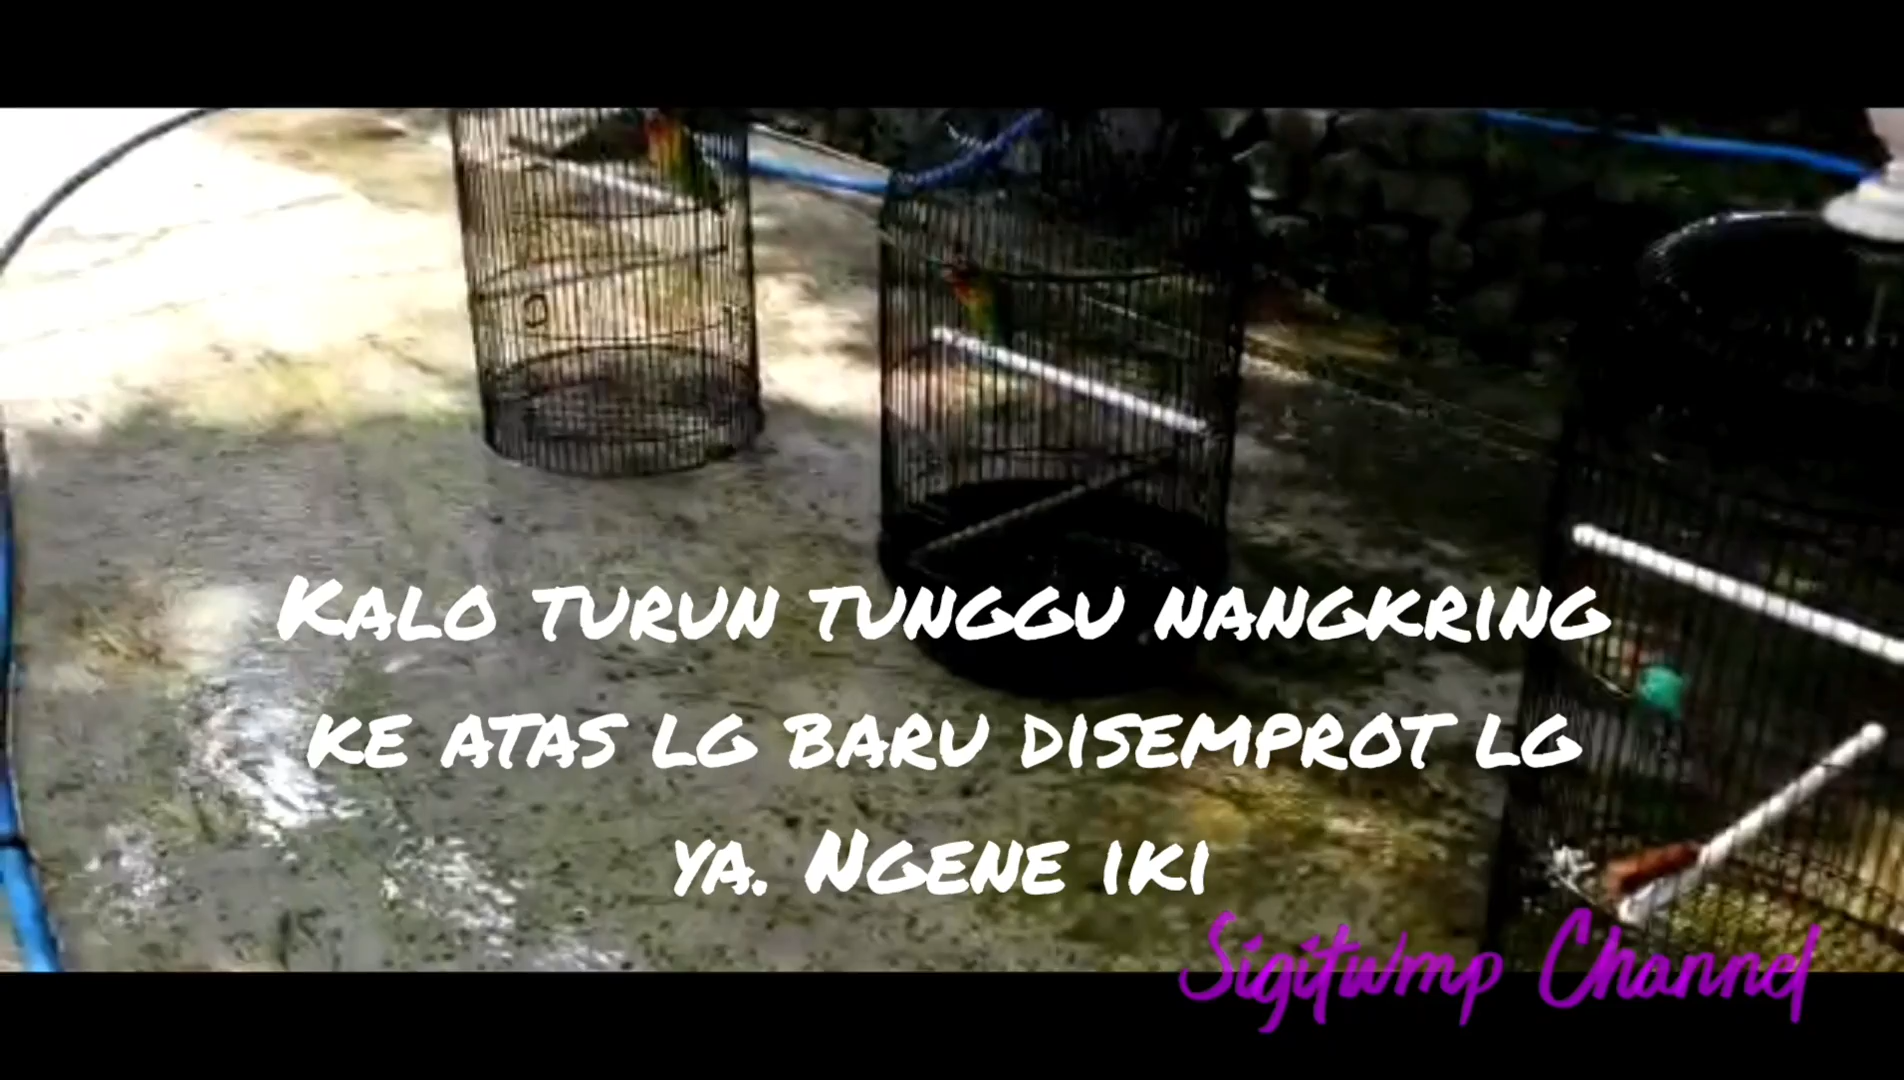 Kalo turun tunggu nangkring
ke atas lg baru disemprot lg
ya. Ngene iki
Sigitwmp Channel